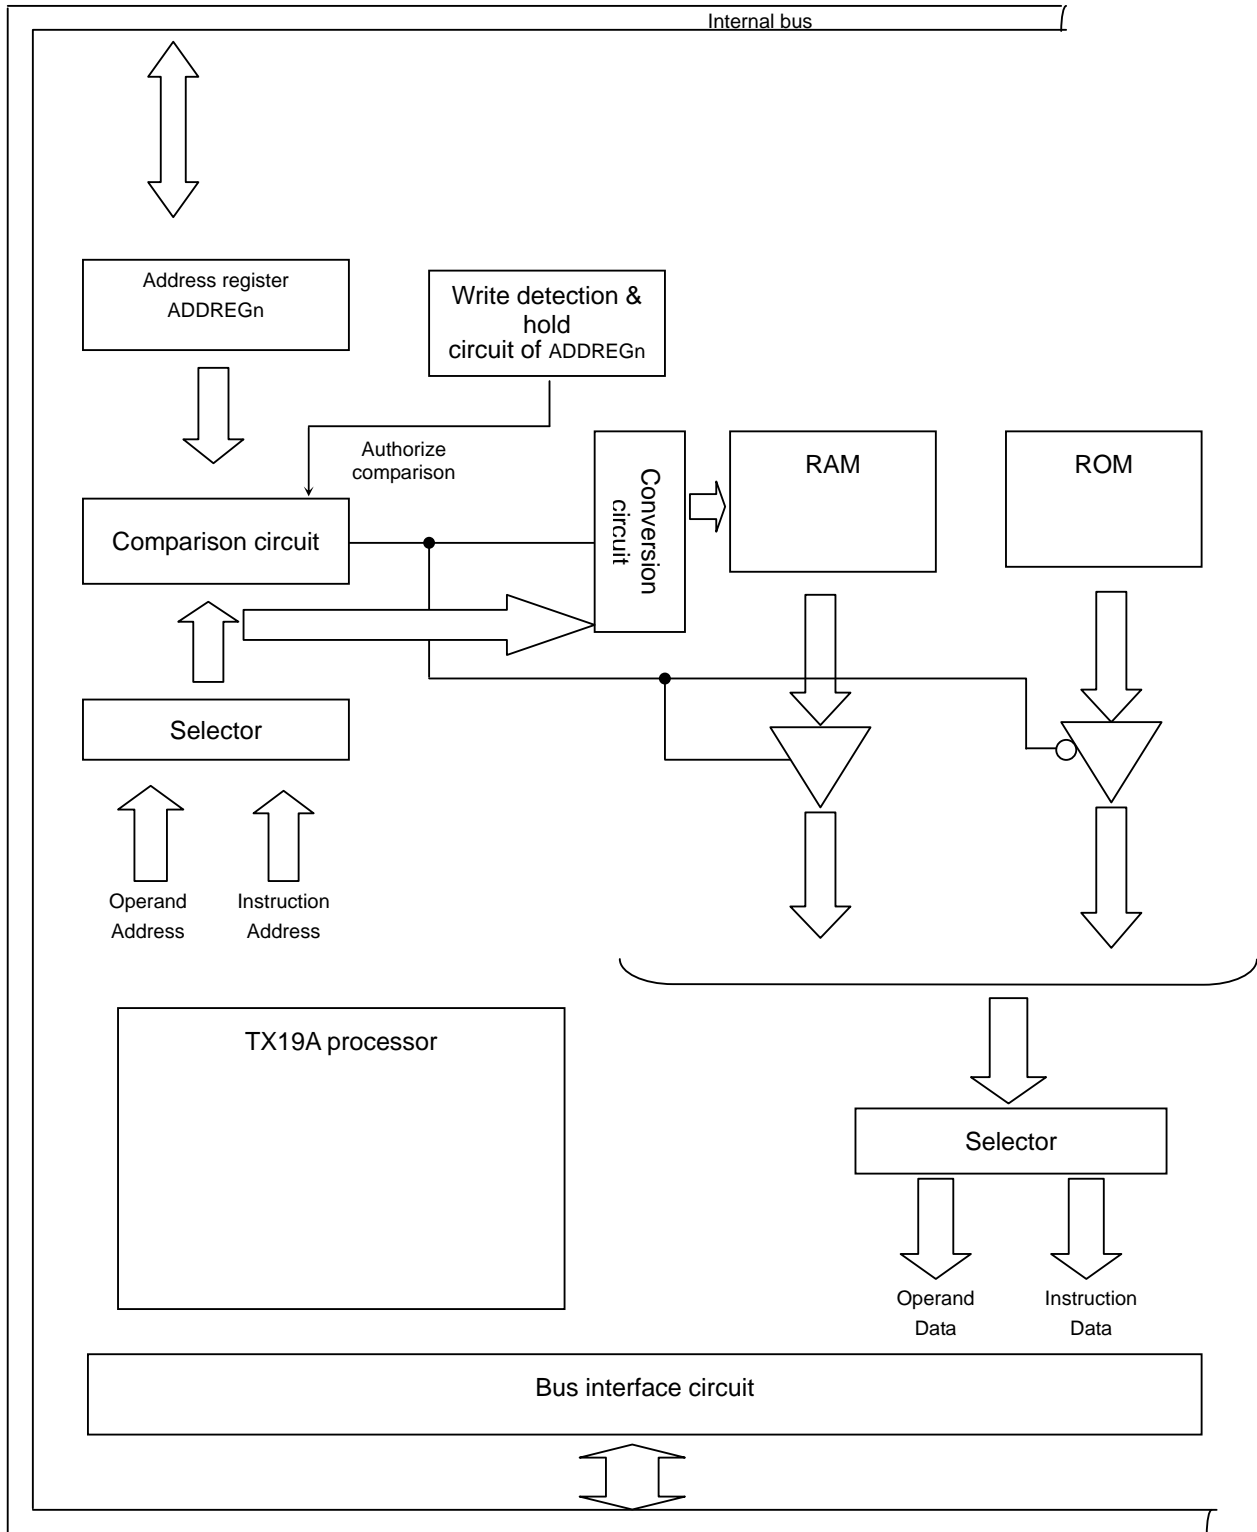 Internal bus
Address register
ADDREGn
Write detection &
hold
circuit of ADDREGn
Authorize
comparison
Conversion
circuit
RAM
ROM
Comparison circuit
Selector
Operand
Address
Instruction
Address
TX19A processor
Selector
Operand
Data
Instruction
Data
Bus interface circuit